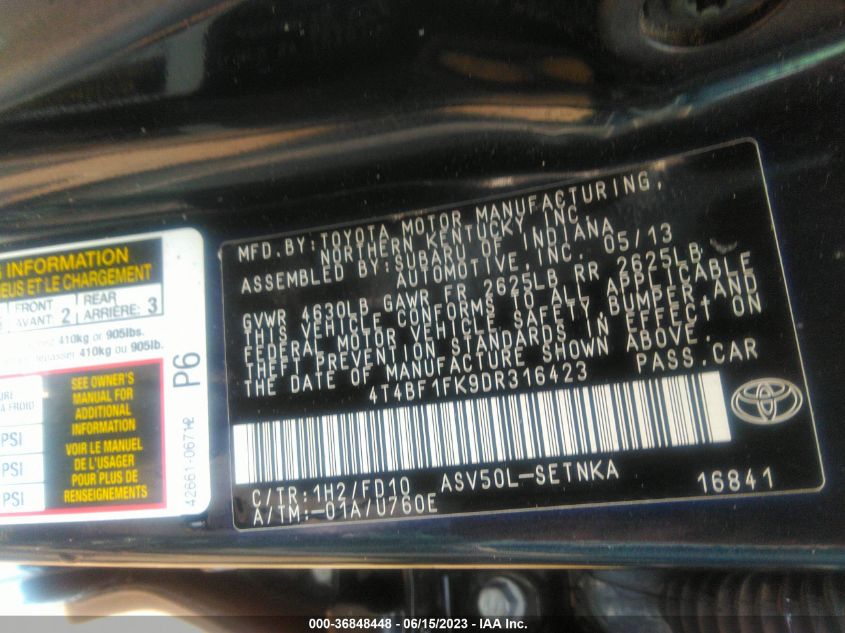 MFD.BY:TOYOTA MOTOR MANUFACTURING,
NORTHERN KENTUCKY, INC.
ASSEMBLED BY:SUBARU OF INDIANA
AUTOMOTIVE, INC. 05/13
GVWR 4630LB GAWR FR 2625LB RR 2625LB
THIS VEHICLE CONFORMS TO ALL APPLICABLE
FEDERAL MOTOR VEHICLE SAFETY, BUMPER AND
THEFT PREVENTION STANDARDS IN EFFECT ON
THE DATE OF MANUFACTURE SHOWN ABOVE.
4T4BF1FK9DR316423 PASS.CAR
C/TR:1H2/FD10 ASV50L-SETNKA
A/TM:-01A/U760E 16841
INFORMATION
EUS ET LE CHARGEMENT
FRONT
AVANT 2
REAR
ARRIÈRE: 3
410kg or 905lbs.
410kg ou 905lb.
URE
A FROID
PSI
PSI
PSI
SEE OWNER'S
MANUAL FOR
ADDITIONAL
INFORMATION
VOIR LE MANUEL
DE L'USAGER
POUR PLUS DE
RENSEIGNEMENTS
P6
42661-0671
000-36848448 - 06/15/2023 - IAA Inc.